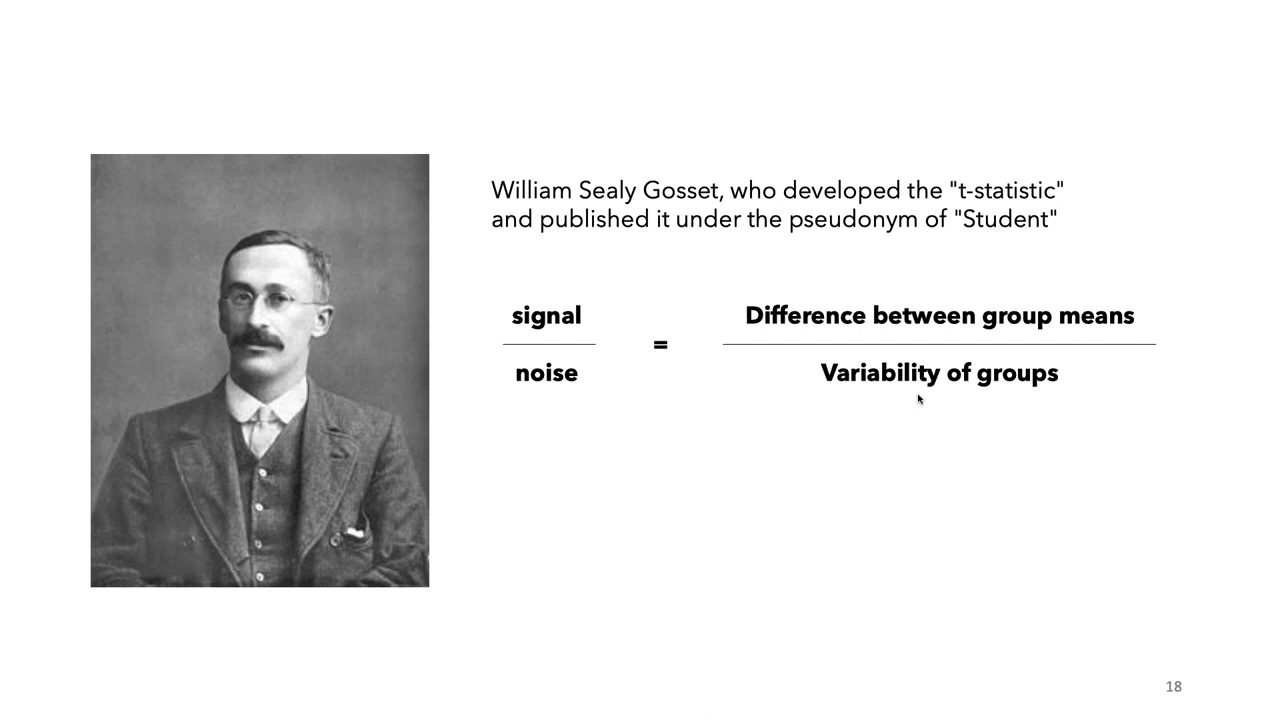 William Sealy Gosset, who developed the "t-statistic"
and published it under the pseudonym of "Student"
signal
noise
=
Difference between group means
Variability of groups
18